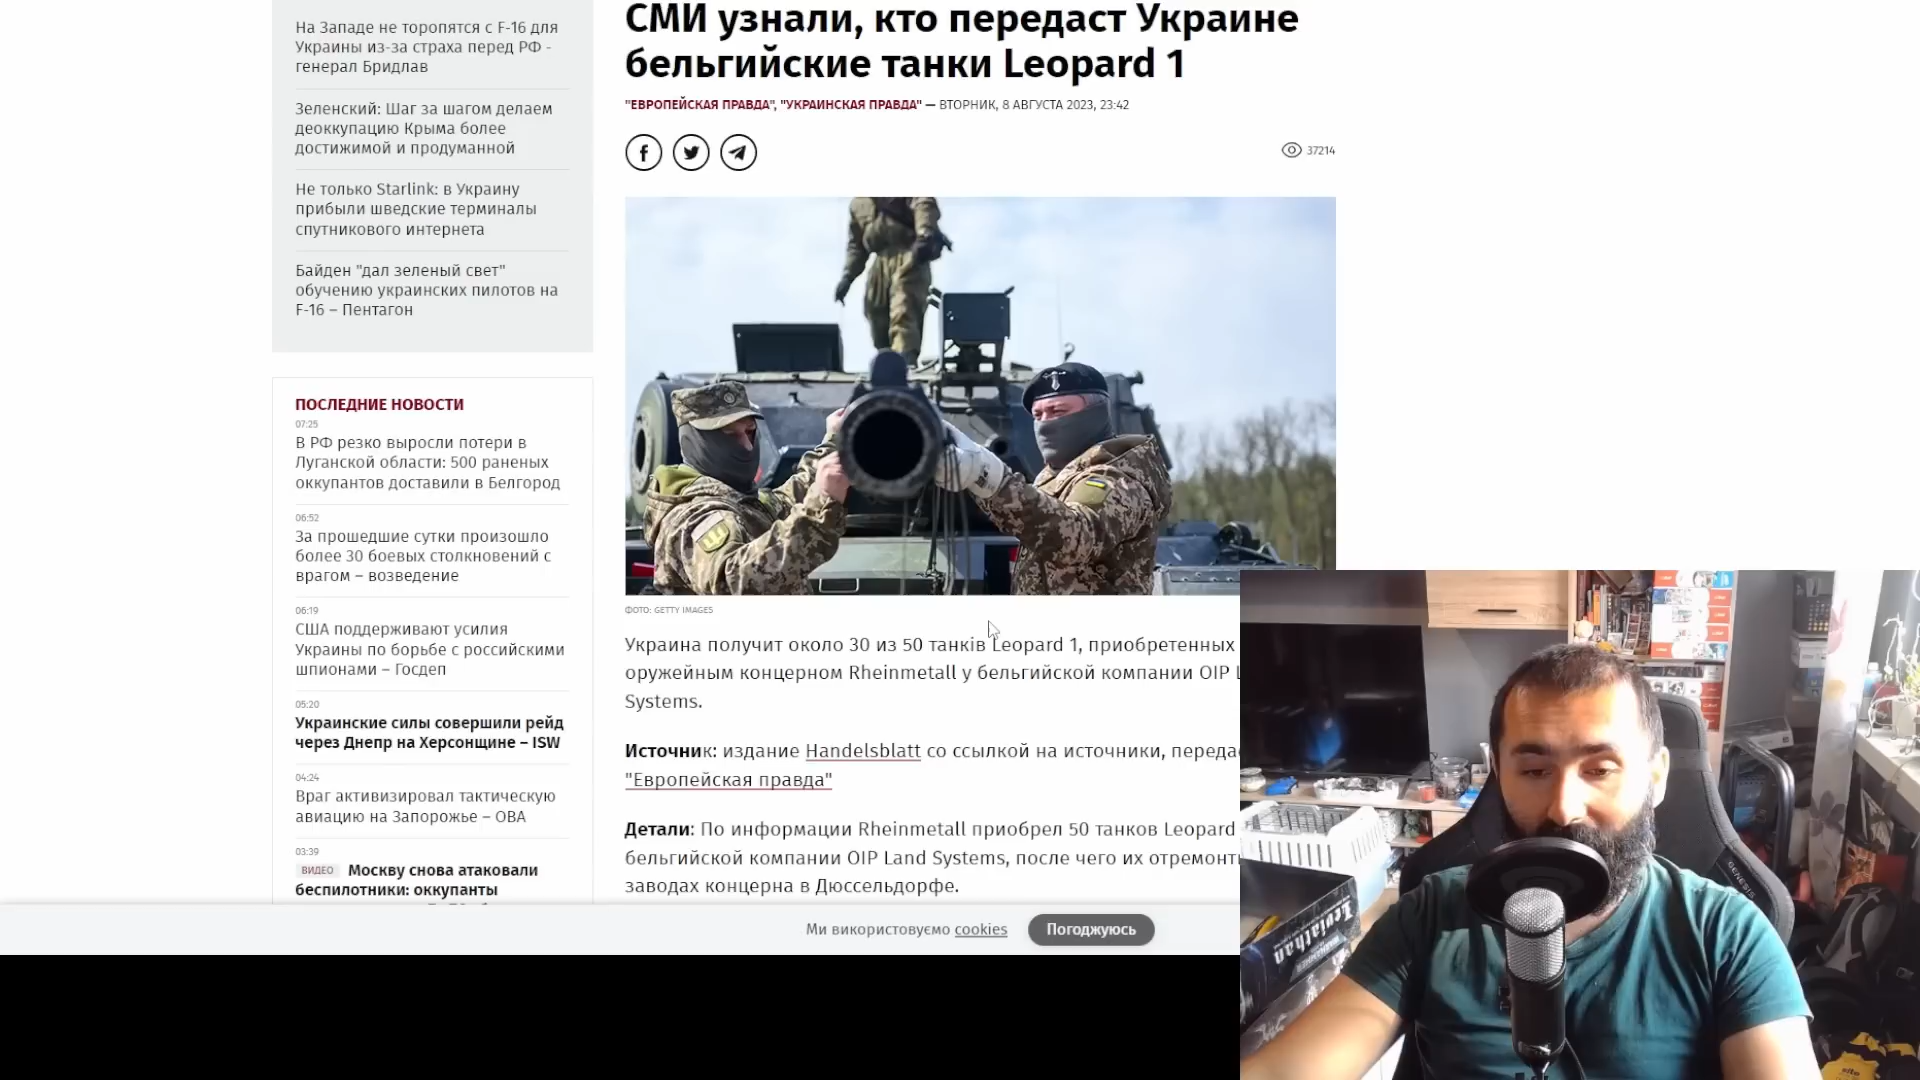 На Западе не торопятся с F-16 для
Украины из-за страха перед РФ -
генерал Бридлав
Зеленский: Шаг за шагом делаем
деоккупацию Крыма более
достижимой и продуманной
Не только Starlink: в Украину
прибыли шведские терминалы
спутникового интернета
Байден "дал зеленый свет"
обучению украинских пилотов на
F-16 – Пентагон
ПОСЛЕДНИЕ НОВОСТИ
07:25
В РФ резко выросли потери в
Луганской области: 500 раненых
оккупантов доставили в Белгород
06:52
За прошедшие сутки произошло
более 30 боевых столкновений с
врагом – возведение
06:19
США поддерживают усилия
Украины по борьбе с российскими
шпионами – Госдеп
05:20
Украинские силы совершили рейд
через Днепр на Херсонщине – ISW
04:24
Враг активизировал тактическую
авиацию на Запорожье – ОВА
03:39
ВИДЕО Москву снова атаковали
беспилотники: оккупанты
СМИ узнали, кто передаст Украине
бельгийские танки Leopard 1
"ЕВРОПЕЙСКАЯ ПРАВДА", "УКРАИНСКАЯ ПРАВДА" — ВТОРНИК, 8 АВГУСТА 2023, 23:42
37214
ФОТО: GETTY IMAGES
Украина получит около 30 из 50 танків Leopard 1, приобретенных
оружейным концерном Rheinmetall у бельгийской компании OIP L
Systems.
Источник: издание Handelsblatt со ссылкой на источники, переда
"Европейская правда"
Детали: По информации Rheinmetall приобрел 50 танков Leopard
бельгийской компании OIP Land Systems, после чего их отремонт
заводах концерна в Дюссельдорфе.
Ми використовуємо cookies
Погоджуюсь
GENESIS
Leviathan